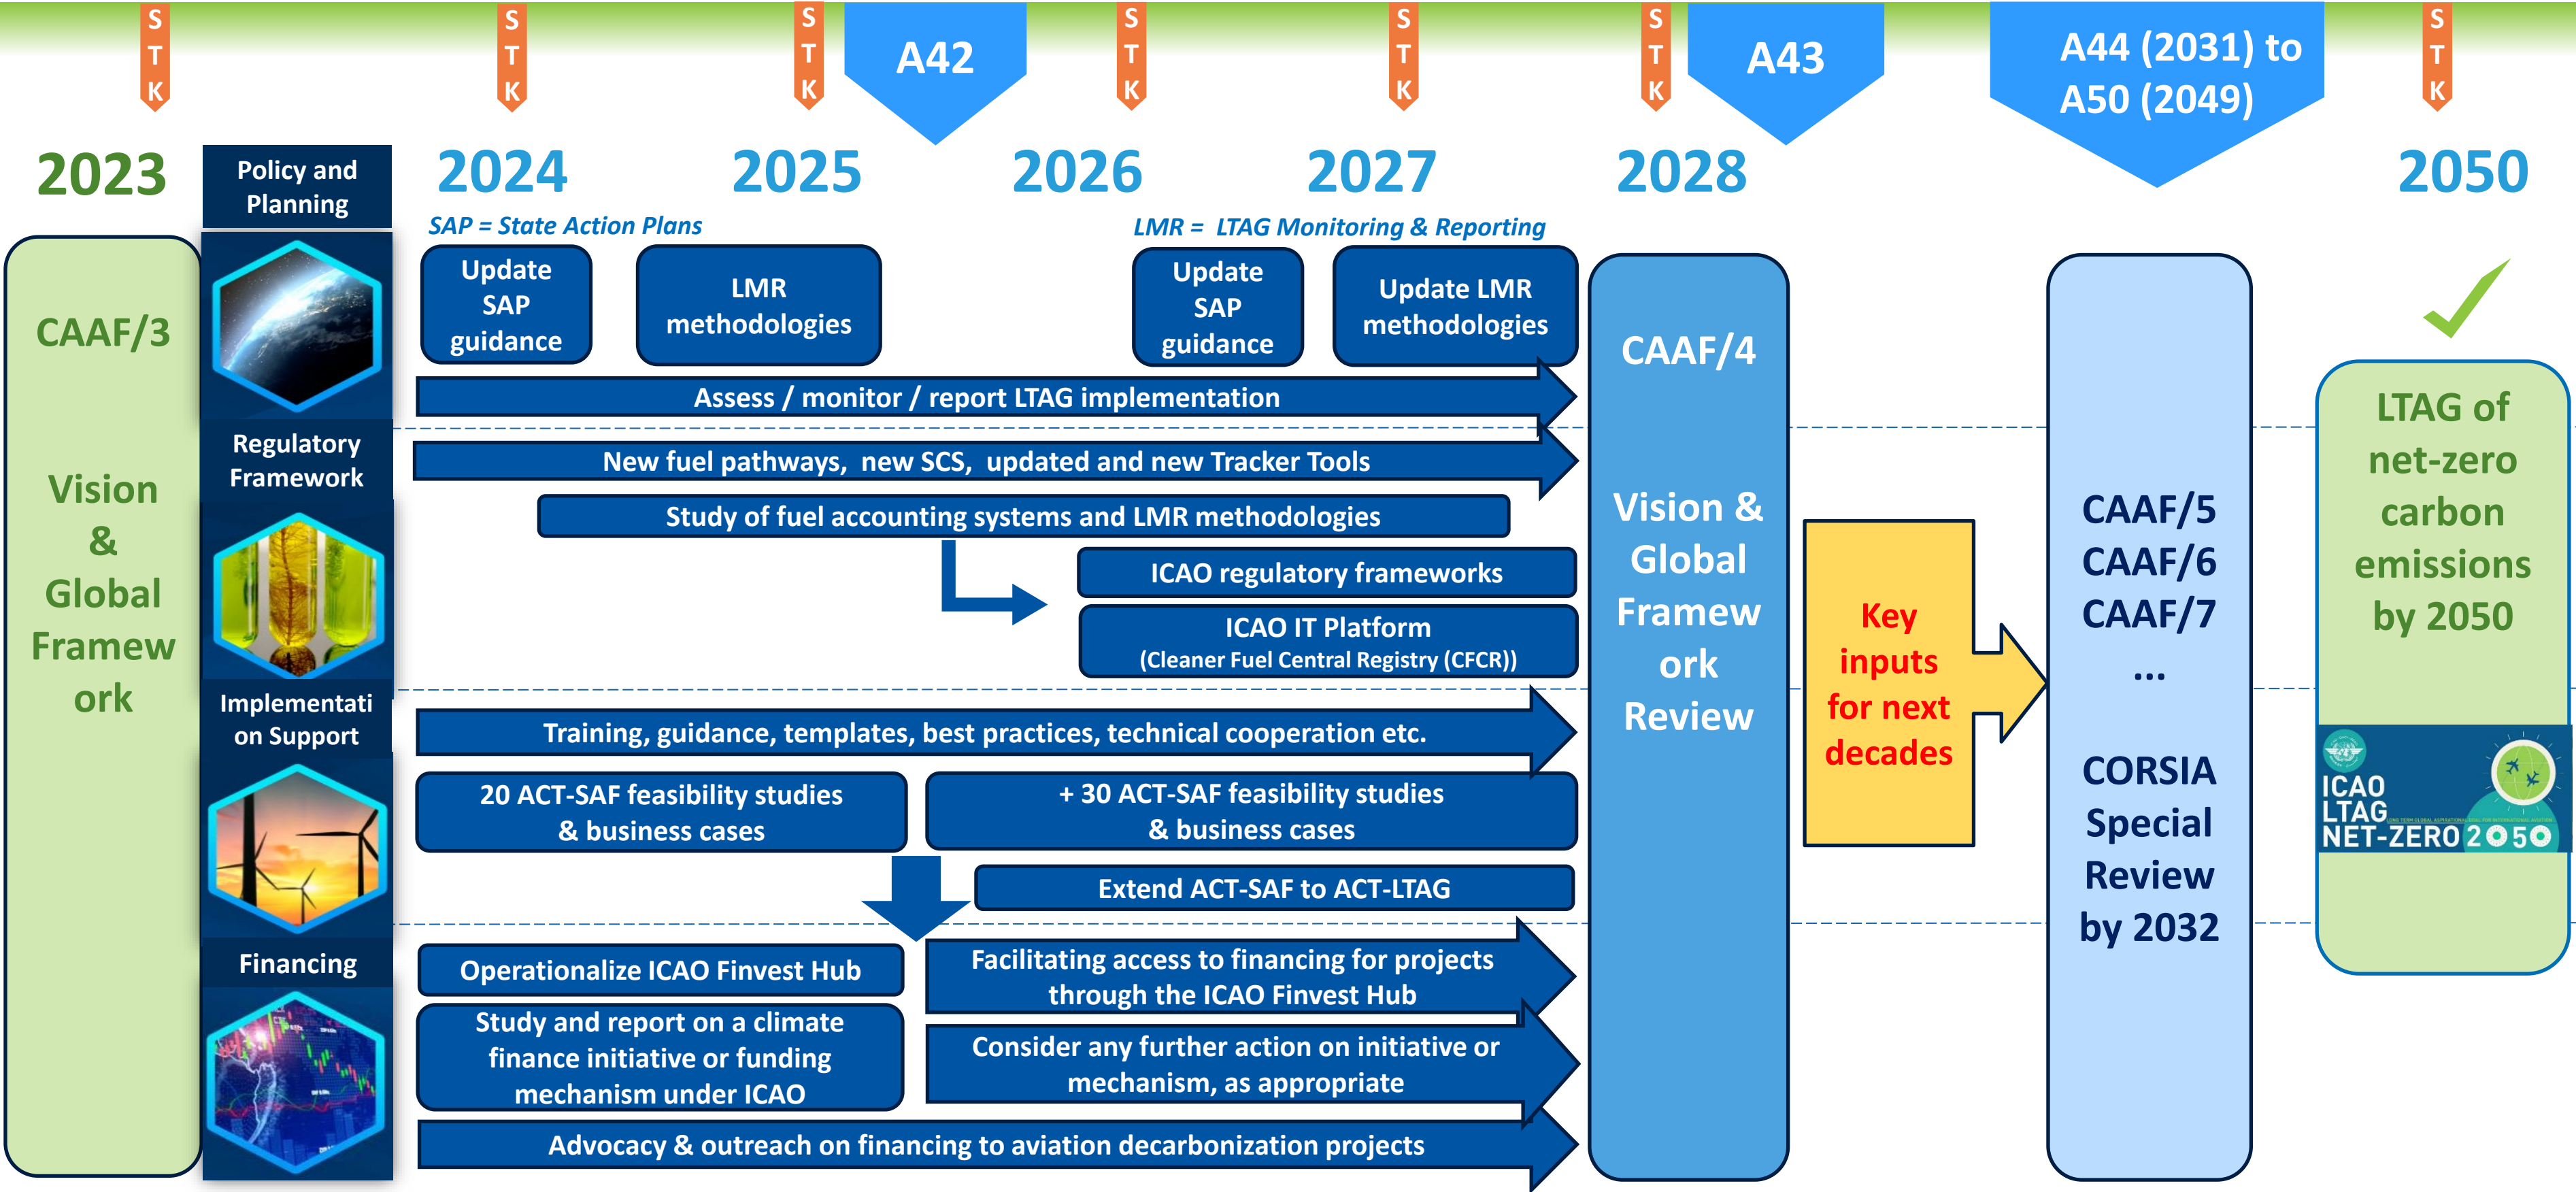 S
T
K
S
T
K
S
T
K
A42
S
T
K
S
T
K
S
T
K
A43
A44 (2031) to
A50 (2049)
S
T
K
2023
Policy and
Planning
2024
2025
2026
2027
2028
2050
SAP = State Action Plans
LMR = LTAG Monitoring & Reporting
CAAF/3
Vision
&
Global
Framew
ork
Update
SAP
guidance
LMR
methodologies
Update
SAP
guidance
Update LMR
methodologies
Assess / monitor / report LTAG implementation
Regulatory
Framework
New fuel pathways, new SCS, updated and new Tracker Tools
Study of fuel accounting systems and LMR methodologies
ICAO regulatory frameworks
ICAO IT Platform
(Cleaner Fuel Central Registry (CFCR))
Implementati
on Support
Training, guidance, templates, best practices, technical cooperation etc.
20 ACT-SAF feasibility studies
& business cases
+ 30 ACT-SAF feasibility studies
& business cases
Extend ACT-SAF to ACT-LTAG
Financing
Operationalize ICAO Finvest Hub
Facilitating access to financing for projects
through the ICAO Finvest Hub
Study and report on a climate
finance initiative or funding
mechanism under ICAO
Consider any further action on initiative or
mechanism, as appropriate
Advocacy & outreach on financing to aviation decarbonization projects
CAAF/4
Vision &
Global
Framew
ork
Review
Key
inputs
for next
decades
CAAF/5
CAAF/6
CAAF/7
...
CORSIA
Special
Review
by 2032
LTAG of
net-zero
carbon
emissions
by 2050
ICAO
LTAG
LONG TERM GLOBAL ASPIRATIONAL GOAL FOR INTERNATIONAL AVIATION
NET-ZERO 2050